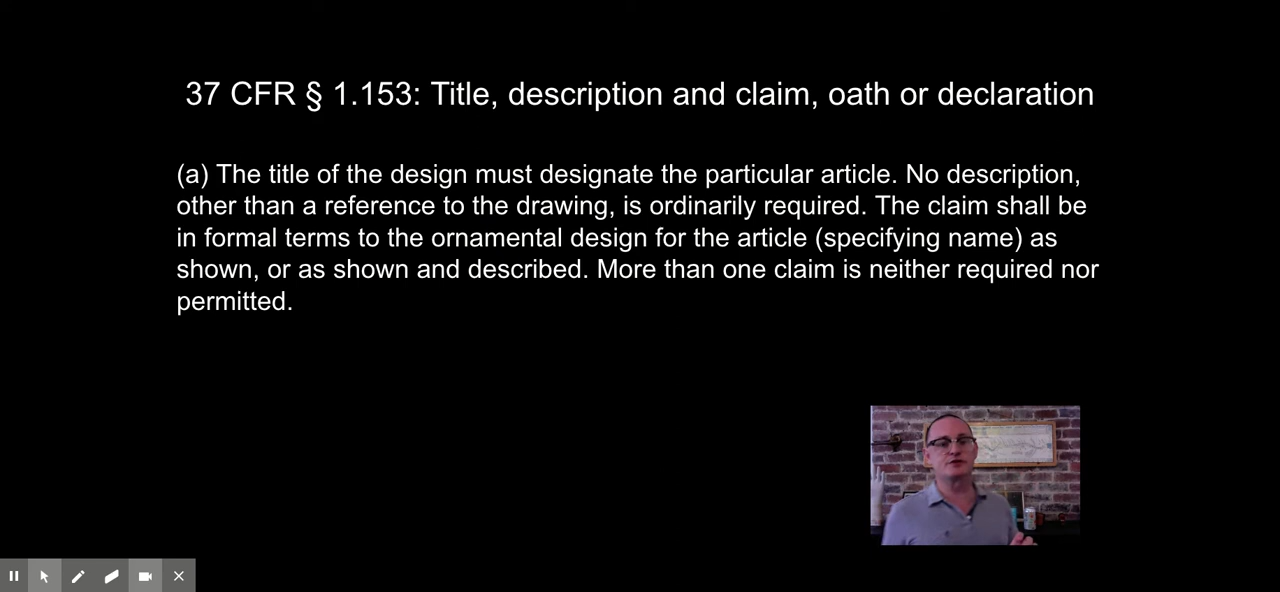 37 CFR § 1.153: Title, description and claim, oath or declaration
(a) The title of the design must designate the particular article. No description,
other than a reference to the drawing, is ordinarily required. The claim shall be
in formal terms to the ornamental design for the article (specifying name) as
shown, or as shown and described. More than one claim is neither required nor
permitted.